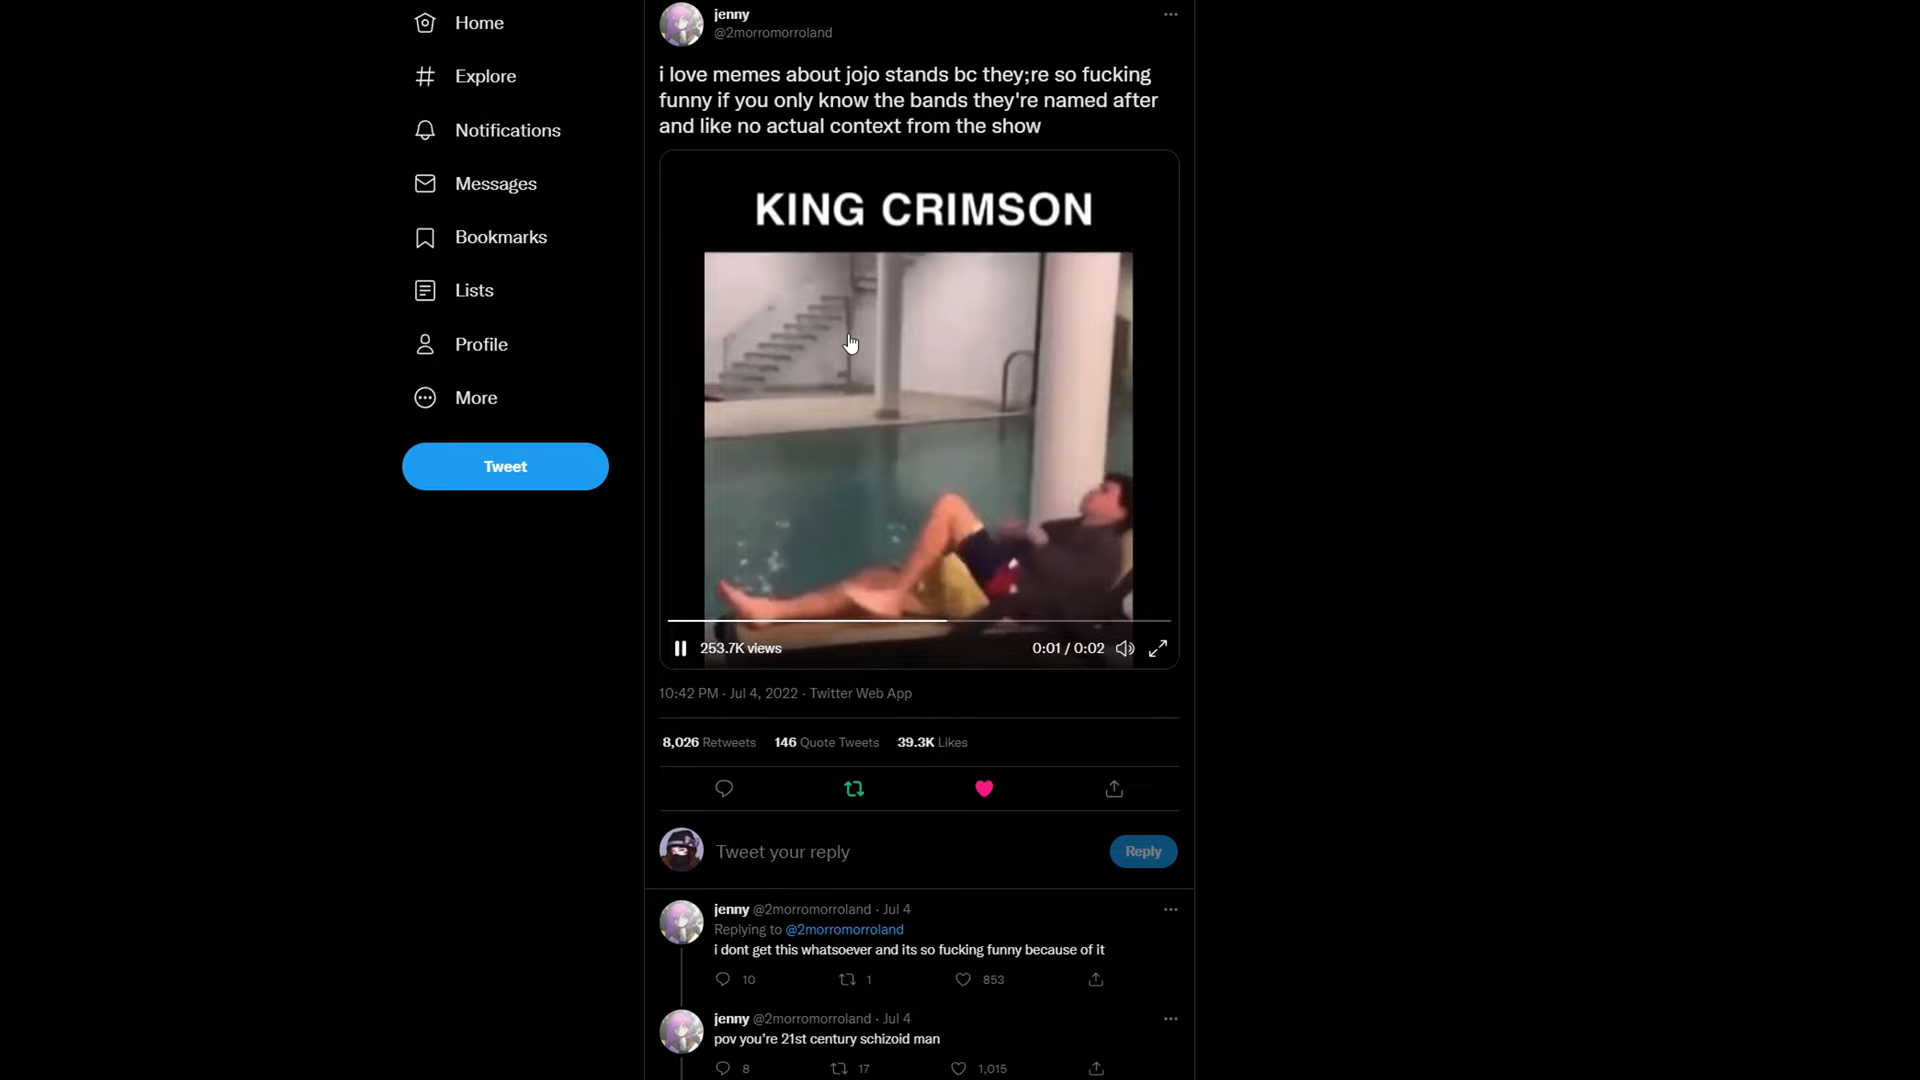 Home
Explore
Notifications
Messages
Bookmarks
Lists
Profile
More
Tweet
jenny
@2morromorroland
i love memes about jojo stands bc they;re so fucking
funny if you only know the bands they're named after
and like no actual context from the show
KING CRIMSON
253.7K views
0:01 / 0:02
10:42 PM · Jul 4, 2022 · Twitter Web App
8,026 Retweets 146 Quote Tweets 39.3K Likes
Tweet your reply
Reply
jenny @2morromorroland · Jul 4
Replying to @2morromorroland
i dont get this whatsoever and its so fucking funny because of it
10 1 853
jenny @2morromorroland · Jul 4
pov you’re 21st century schizoid man
8 17 1,015